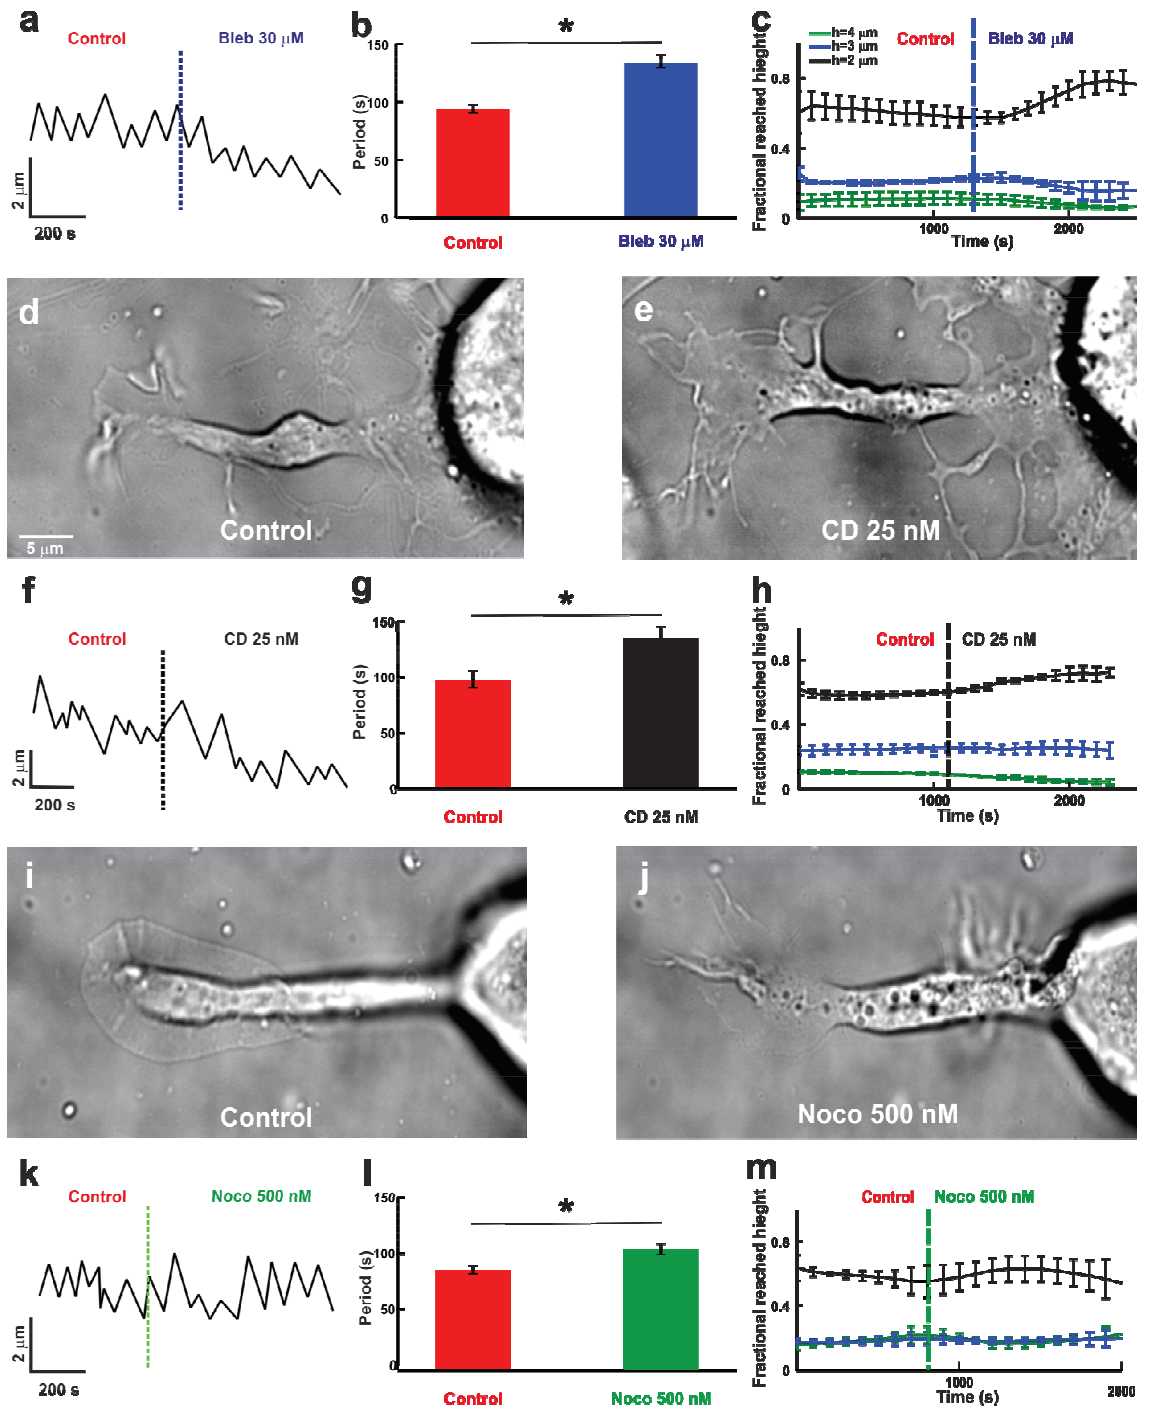 a
Control
Bleb 30 µM
2 µm
200 s
b
*
Period (s)
150
100
50
0
Control
Bleb 30 µM
c
h=4 µm
h=3 µm
h=2 µm
Control
Bleb 30 µM
Fractional reached hieght
0.8
0.4
0
1000
2000
Time (s)
d
Control
5 µm
e
CD 25 nM
f
Control
CD 25 nM
2 µm
200 s
g
*
Period (s)
150
100
50
0
Control
CD 25 nM
h
Control
CD 25 nM
Fractional reached hieght
0.8
0.4
0
1000
2000
Time (s)
i
Control
j
Noco 500 nM
k
Control
Noco 500 nM
2 µm
200 s
l
*
Period (s)
150
100
50
0
Control
Noco 500 nM
m
Control
Noco 500 nM
Fractional reached hieght
0.8
0.4
0
1000
2000
Time (s)